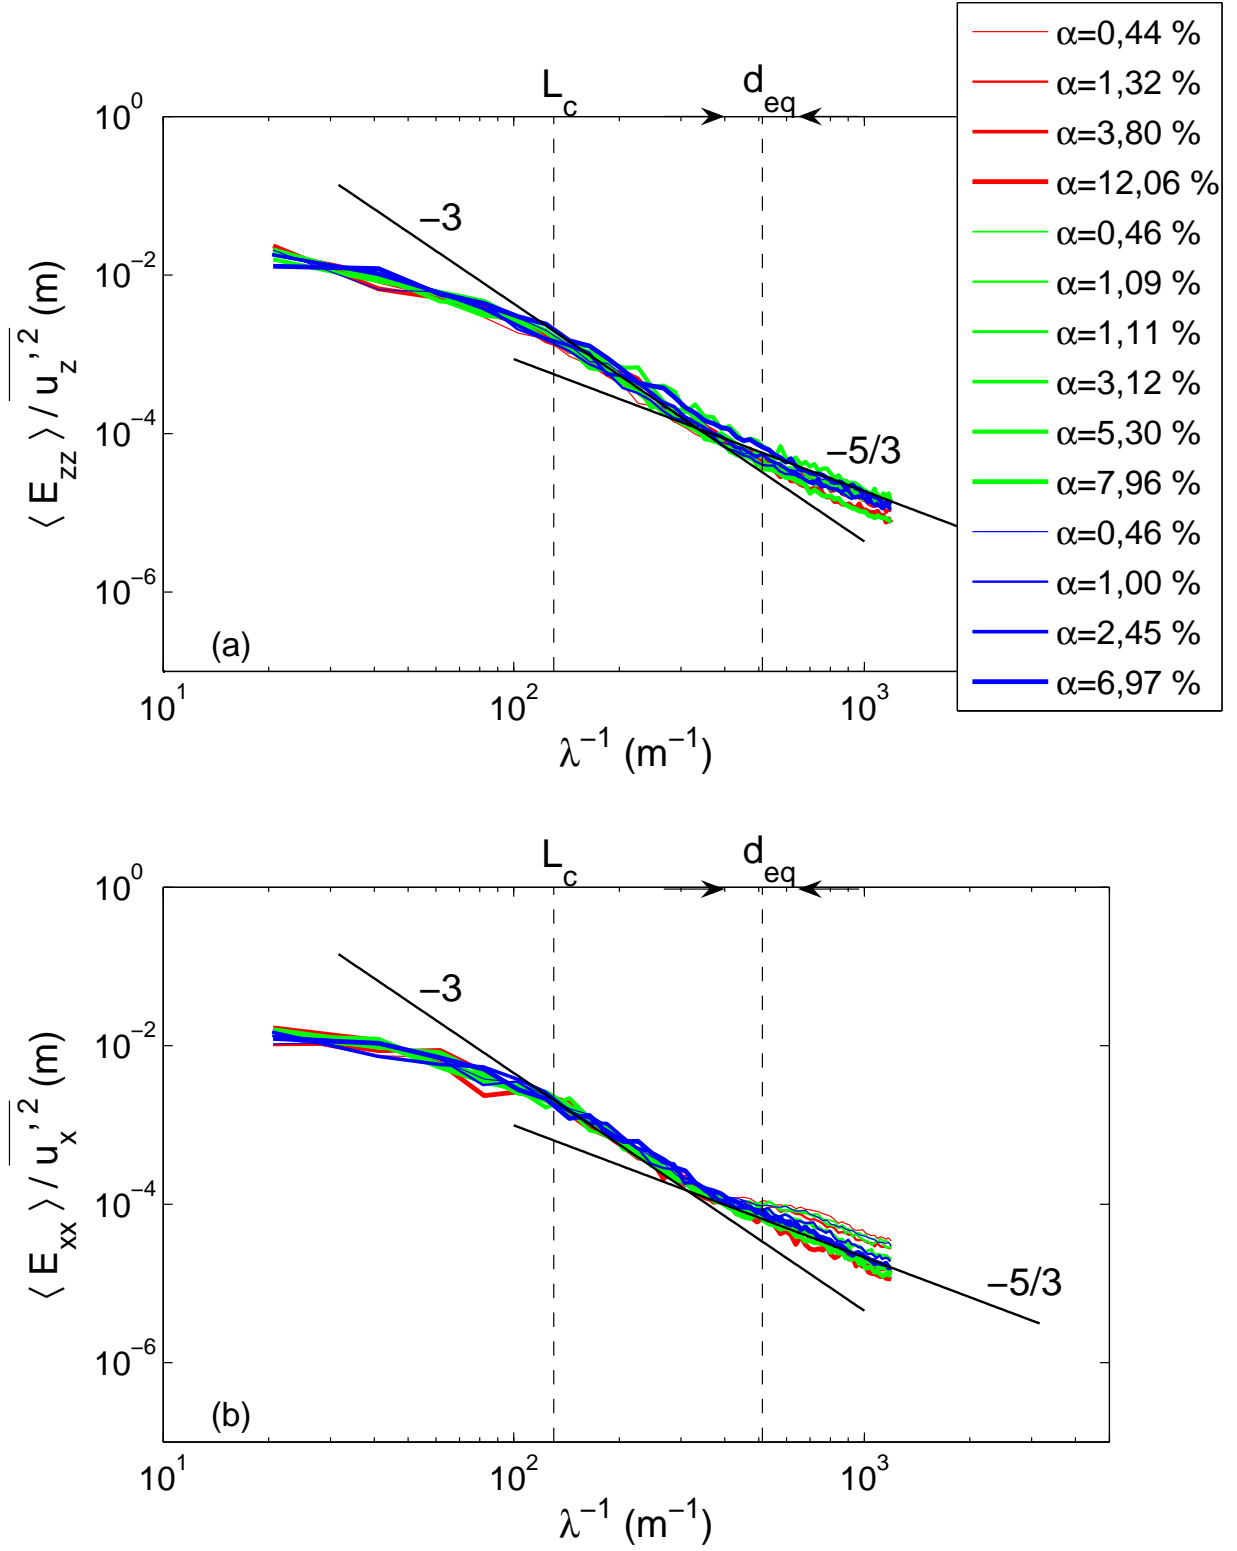 α=0,44 %
α=1,32 %
α=3,80 %
α=12,06 %
α=0,46 %
α=1,09 %
α=1,11 %
α=3,12 %
α=5,30 %
α=7,96 %
α=0,46 %
α=1,00 %
α=2,45 %
α=6,97 %
L_c d_eq
10^0
10^−2
10^−4
10^−6
⟨ E_zz ⟩ / u_z'^2 (m)
−3
−5/3
(a)
10^1 10^2 10^3
λ^−1 (m^−1)
L_c d_eq
10^0
10^−2
10^−4
10^−6
⟨ E_xx ⟩ / u_x'^2 (m)
−3
−5/3
(b)
10^1 10^2 10^3
λ^−1 (m^−1)